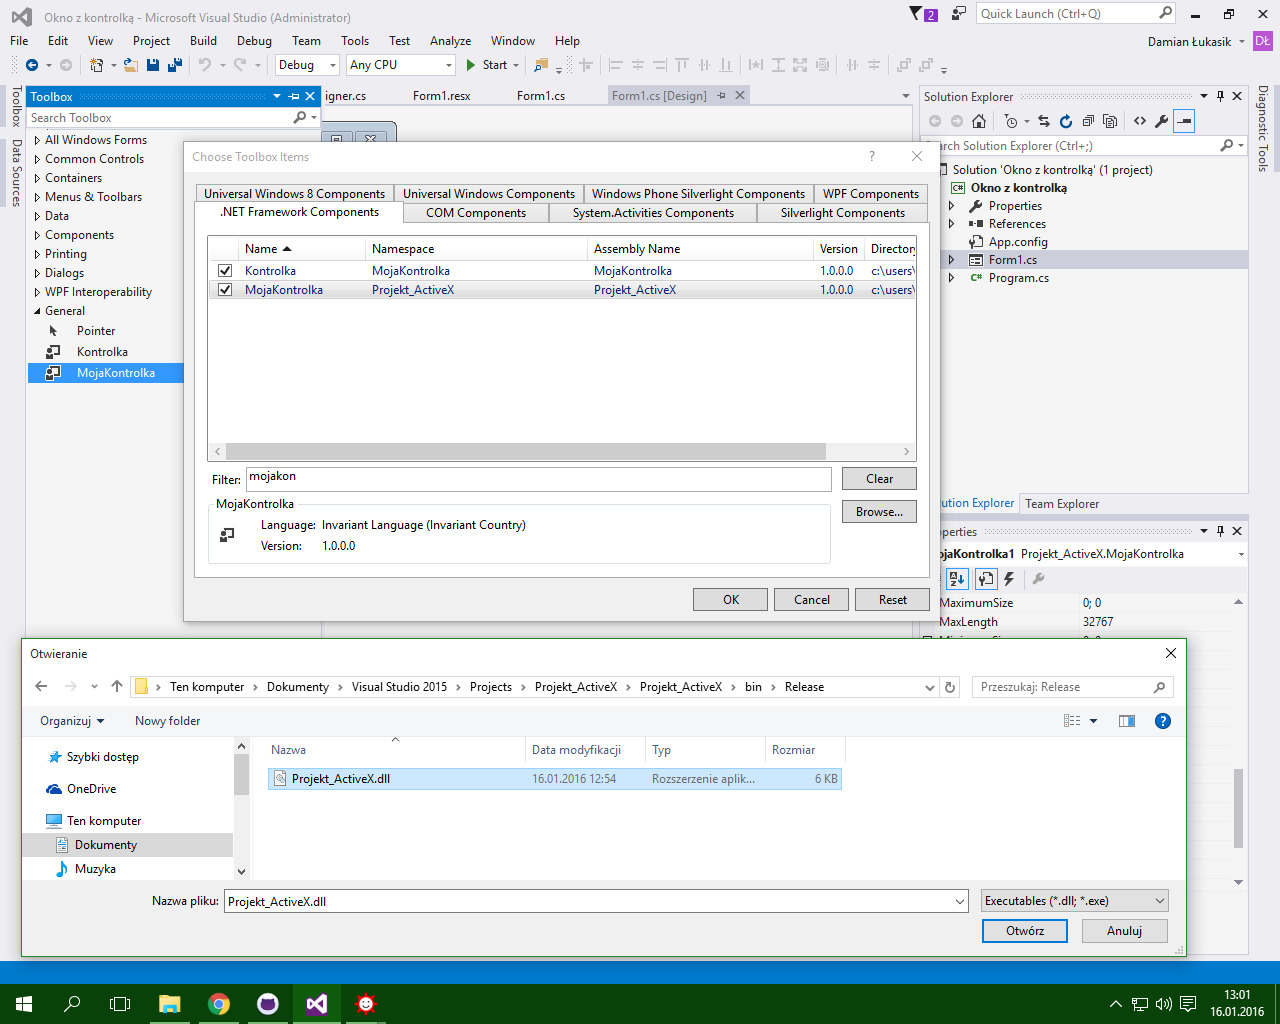 Okno z kontrolką - Microsoft Visual Studio (Administrator)
2
Quick Launch (Ctrl+Q)
File Edit View Project Build Debug Team Tools Test Analyze Window Help
Damian Łukasik
DŁ
Debug Any CPU Start
Toolbox
Data Sources
Toolbox
Search Toolbox
All Windows Forms
Common Controls
Containers
Menus & Toolbars
Data
Components
Printing
Dialogs
WPF Interoperability
General
Pointer
Kontrolka
MojaKontrolka
igner.cs Form1.resx Form1.cs Form1.cs [Design]
Choose Toolbox Items
?
Universal Windows 8 Components Universal Windows Components Windows Phone Silverlight Components WPF Components
.NET Framework Components COM Components System.Activities Components Silverlight Components
Name Namespace Assembly Name Version Directory
Kontrolka MojaKontrolka MojaKontrolka 1.0.0.0 c:\users\
MojaKontrolka Projekt_ActiveX Projekt_ActiveX 1.0.0.0 c:\users\
Filter: mojakon
Clear
MojaKontrolka
Language: Invariant Language (Invariant Country)
Version: 1.0.0.0
Browse...
OK Cancel Reset
Solution Explorer
arch Solution Explorer (Ctrl+;)
Solution 'Okno z kontrolką' (1 project)
Okno z kontrolką
Properties
References
App.config
Form1.cs
Program.cs
Diagnostic Tools
ution Explorer Team Explorer
perties
ojaKontrolka1 Projekt_ActiveX.MojaKontrolka
MaximumSize 0; 0
MaxLength 32767
Otwieranie
Ten komputer Dokumenty Visual Studio 2015 Projects Projekt_ActiveX Projekt_ActiveX bin Release
Przeszukaj: Release
Organizuj New folder
?
Szybki dostęp
OneDrive
Ten komputer
Dokumenty
Muzyka
Nazwa Data modyfikacji Typ Rozmiar
Projekt_ActiveX.dll 16.01.2016 12:54 Rozszerzenie aplik... 6 KB
Nazwa pliku: Projekt_ActiveX.dll
Executables (*.dll; *.exe)
Otwórz Anuluj
13:01
16.01.2016